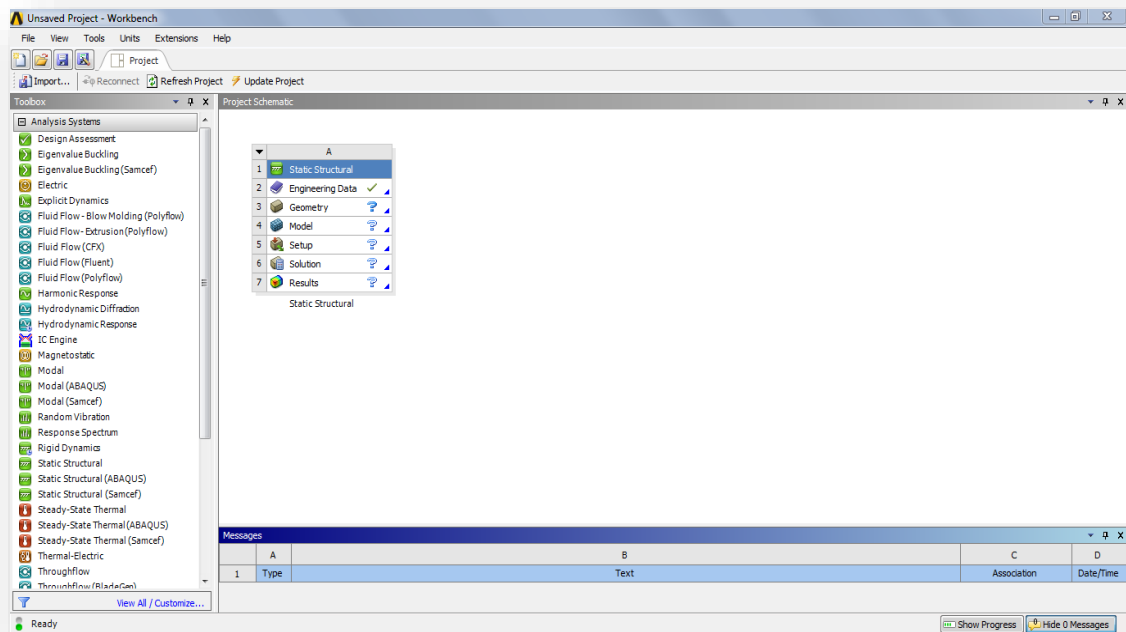 Unsaved Project - Workbench
File View Tools Units Extensions Help
Project
Import... Reconnect Refresh Project Update Project
Toolbox
Analysis Systems
Design Assessment
Eigenvalue Buckling
Eigenvalue Buckling (Samcef)
Electric
Explicit Dynamics
Fluid Flow - Blow Molding (Polyflow)
Fluid Flow - Extrusion (Polyflow)
Fluid Flow (CFX)
Fluid Flow (Fluent)
Fluid Flow (Polyflow)
Harmonic Response
Hydrodynamic Diffraction
Hydrodynamic Response
IC Engine
Magnetostatic
Modal
Modal (ABAQUS)
Modal (Samcef)
Random Vibration
Response Spectrum
Rigid Dynamics
Static Structural
Static Structural (ABAQUS)
Static Structural (Samcef)
Steady-State Thermal
Steady-State Thermal (ABAQUS)
Steady-State Thermal (Samcef)
Thermal-Electric
Throughflow
Throughflow (BladeGen)
View All / Customize...
Project Schematic
A
1 Static Structural
2 Engineering Data
3 Geometry
4 Model
5 Setup
6 Solution
7 Results
Static Structural
Messages
A B C D
1 Type Text Association Date/Time
Ready
Show Progress 0 Hide 0 Messages